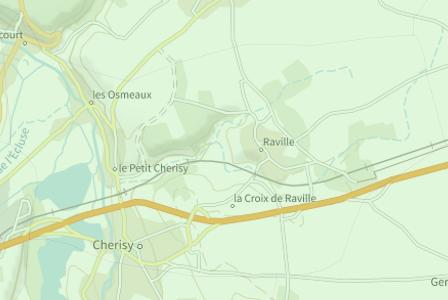 court
les Osmeaux
de l'Écluse
Raville
le Petit Cherisy
la Croix de Raville
Cherisy
Ger